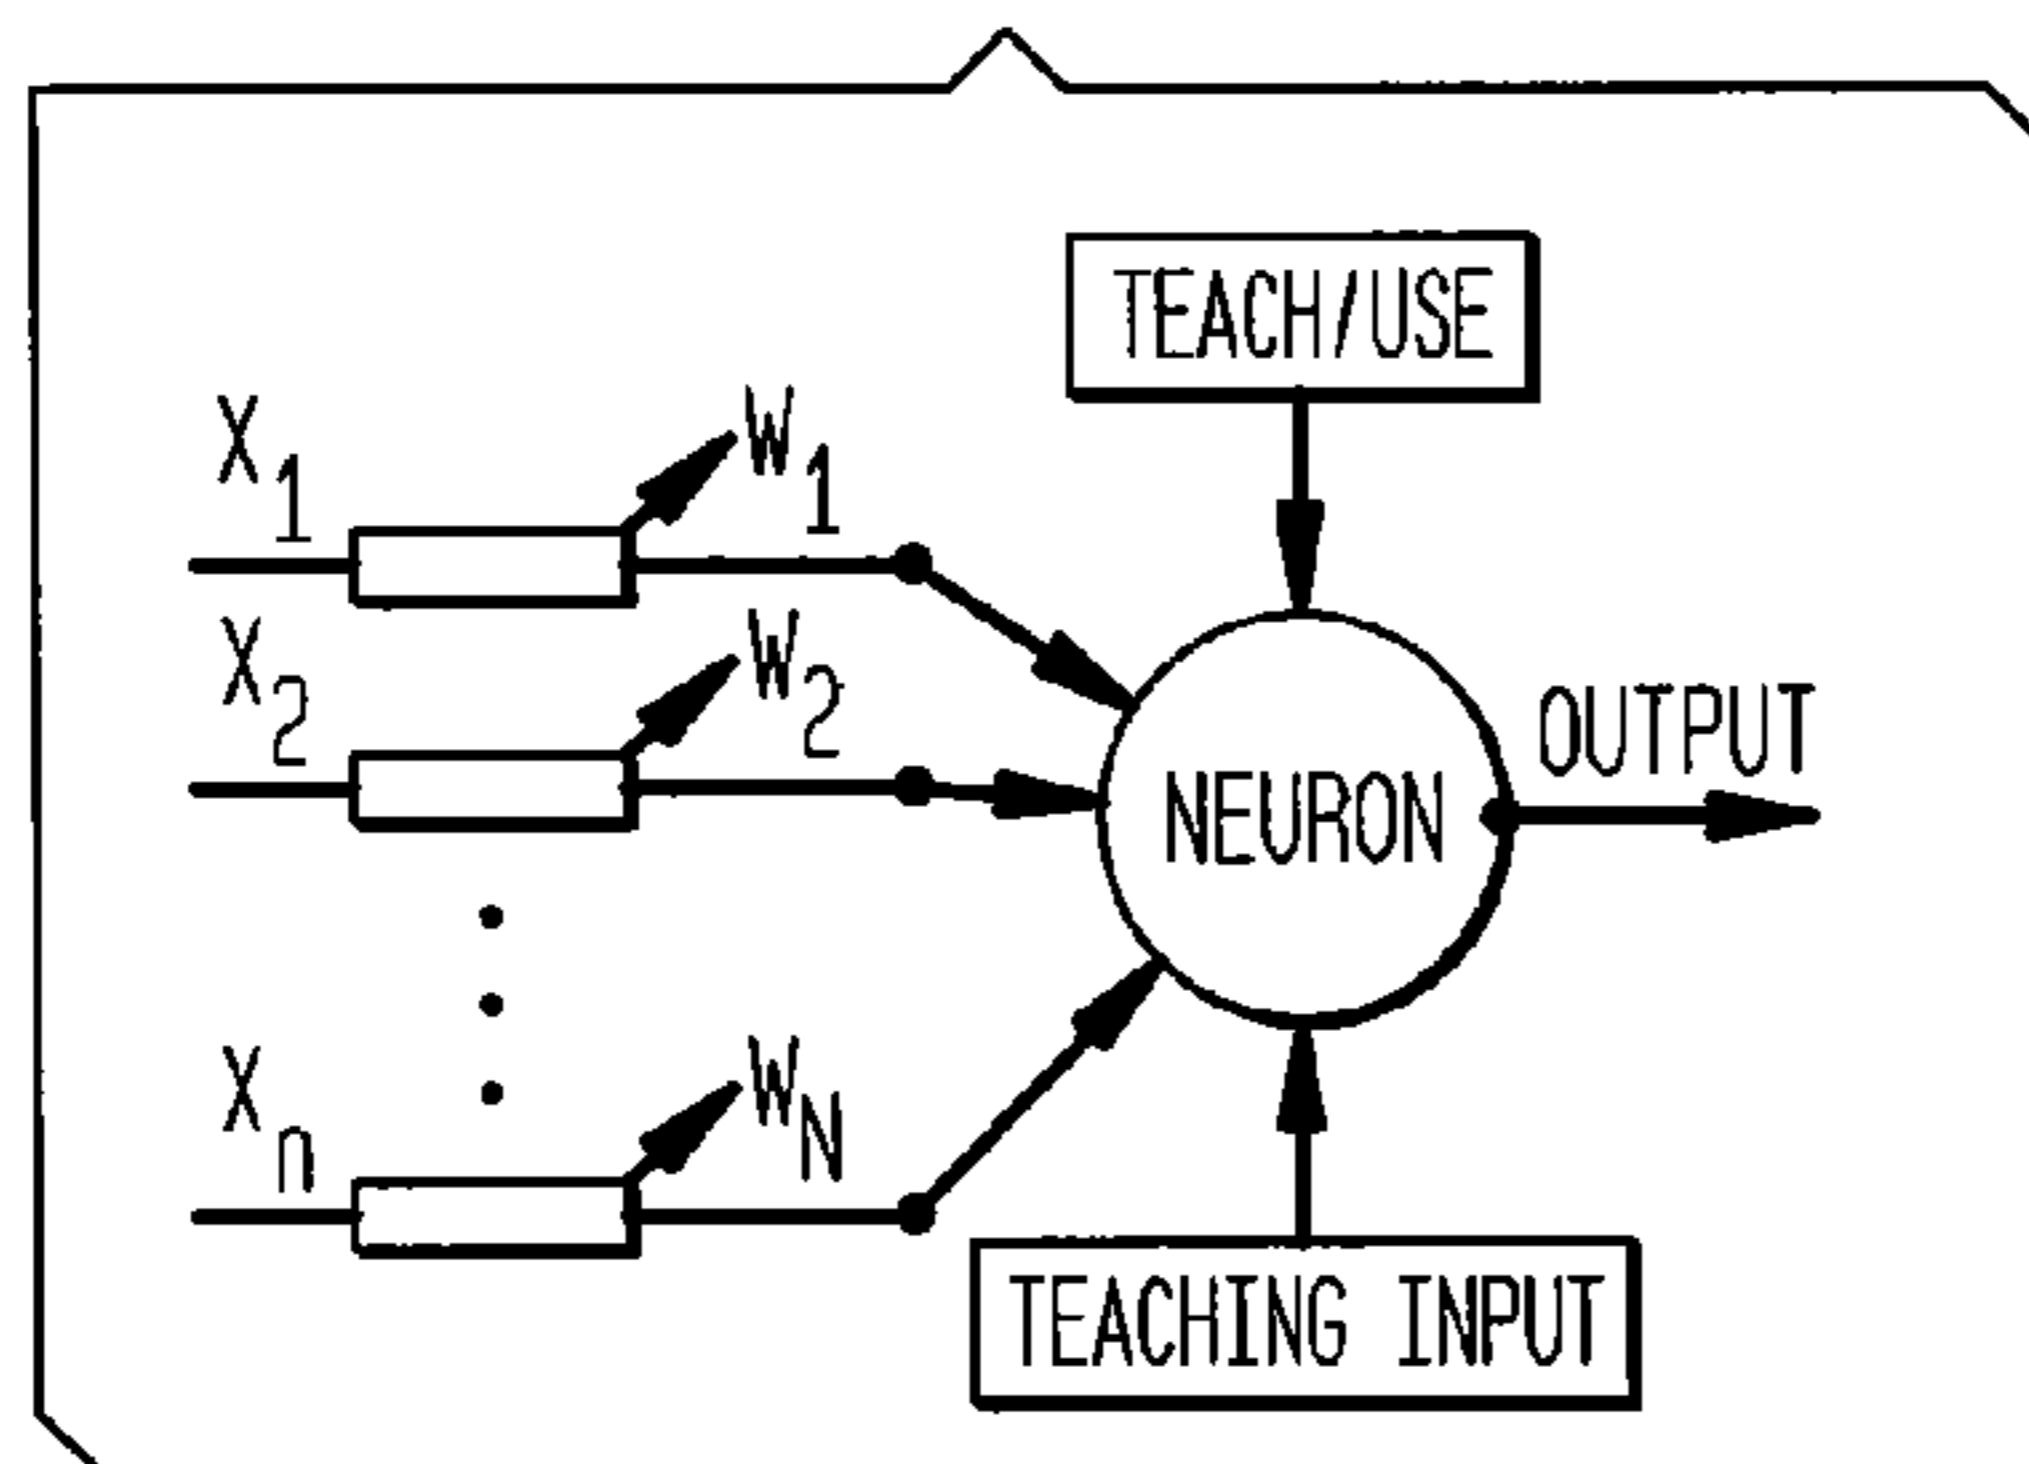 TEACH/USE
X1
W1
X2
W2
OUTPUT
NEURON
Xn
WN
TEACHING INPUT